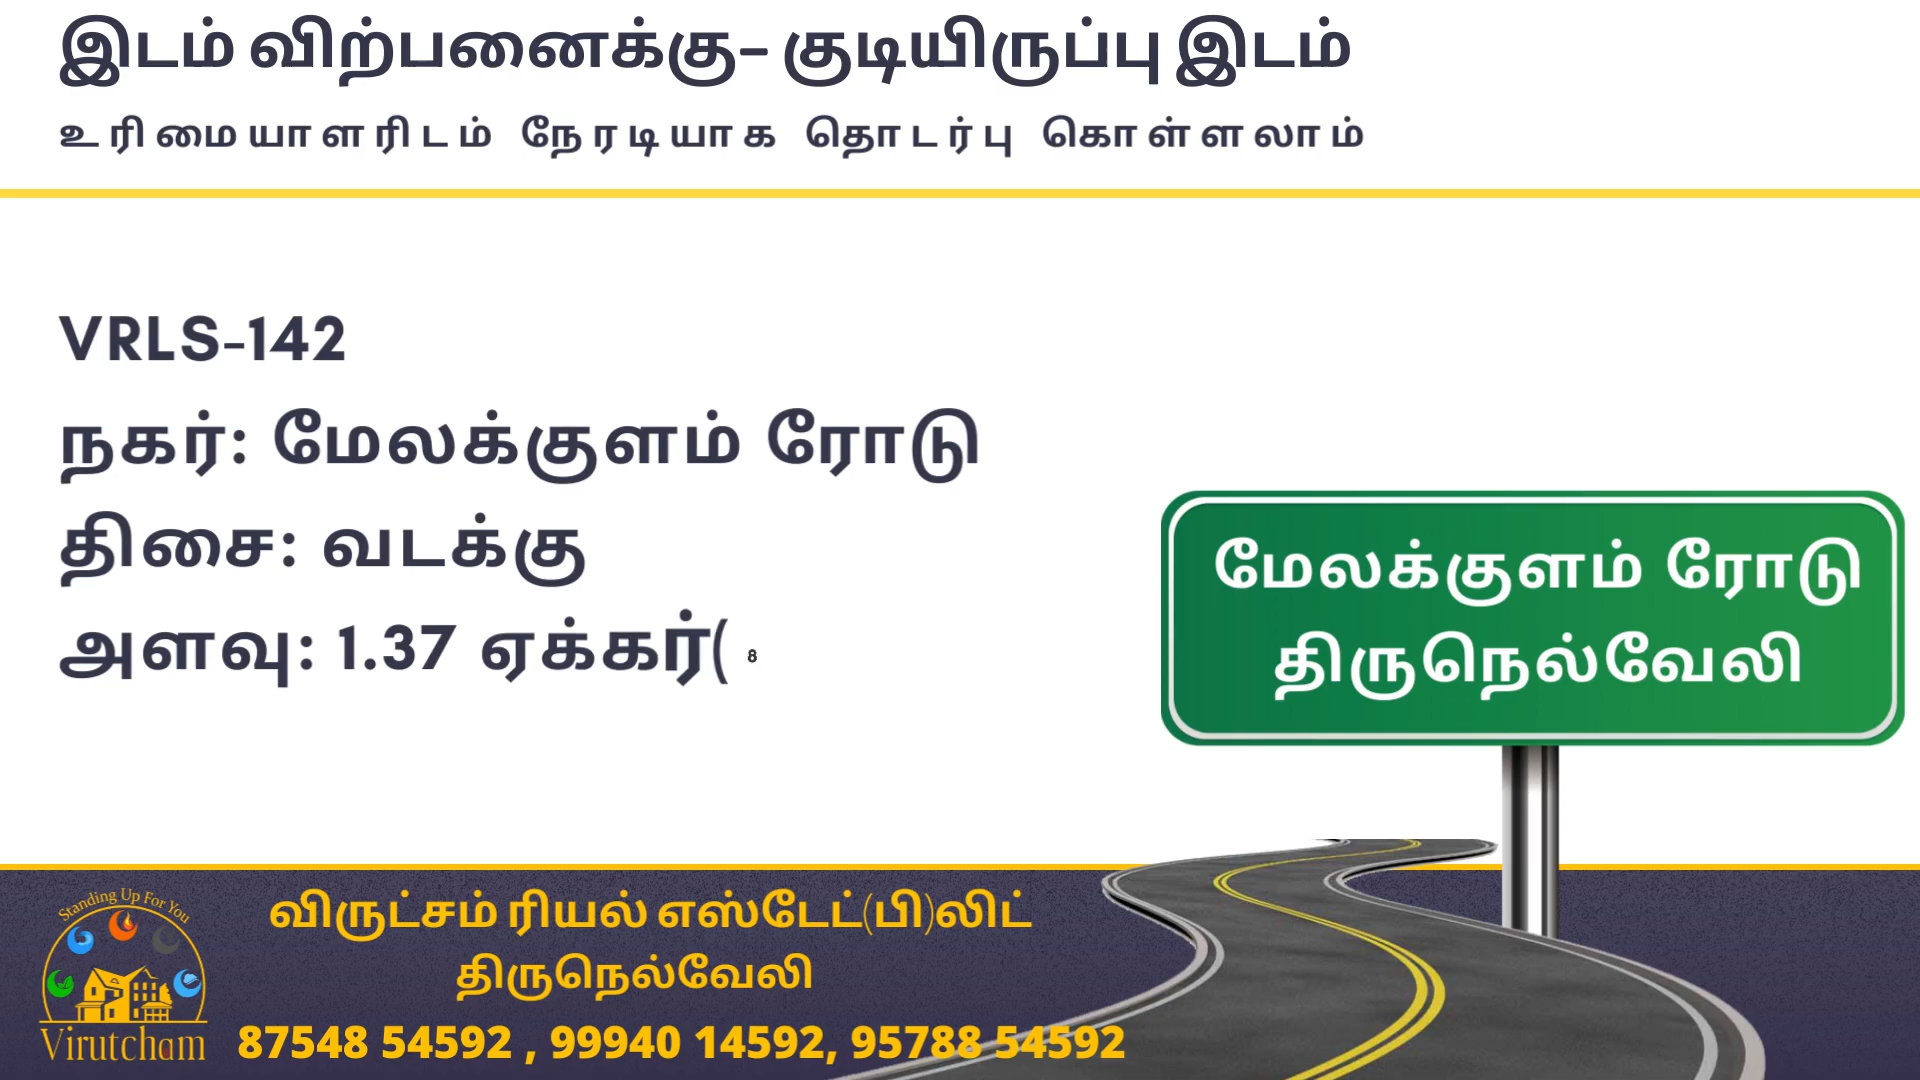 இடம் விற்பனைக்கு- குடியிருப்பு இடம்
உரிமையாளரிடம் நேரடியாக தொடர்பு கொள்ளலாம்
VRLS-142
நகர்: மேலக்குளம் ரோடு
திசை: வடக்கு
அளவு: 1.37 ஏக்கர்( 8
மேலக்குளம் ரோடு
திருநெல்வேலி
Standing Up For You
Virutcham
விருட்சம் ரியல் எஸ்டேட்(பி)லிட்
திருநெல்வேலி
87548 54592 , 99940 14592, 95788 54592